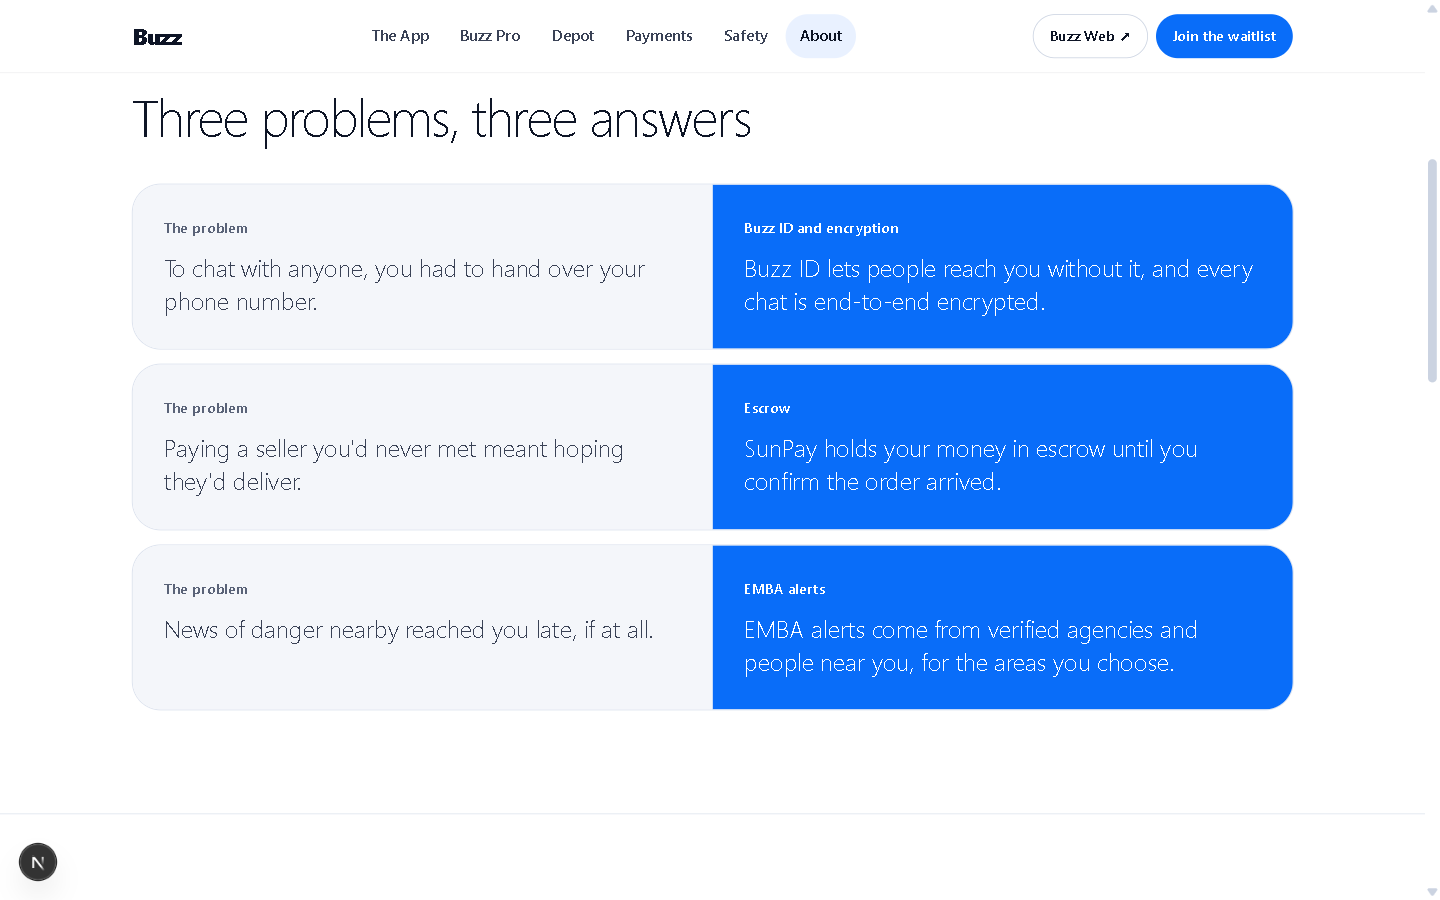 Buzz
The App
Buzz Pro
Depot
Payments
Safety
About
Buzz Web ↗
Join the waitlist
Three problems, three answers
The problem
To chat with anyone, you had to hand over your
phone number.
Buzz ID and encryption
Buzz ID lets people reach you without it, and every
chat is end-to-end encrypted.
The problem
Paying a seller you'd never met meant hoping
they'd deliver.
Escrow
SunPay holds your money in escrow until you
confirm the order arrived.
The problem
News of danger nearby reached you late, if at all.
EMBA alerts
EMBA alerts come from verified agencies and
people near you, for the areas you choose.
N